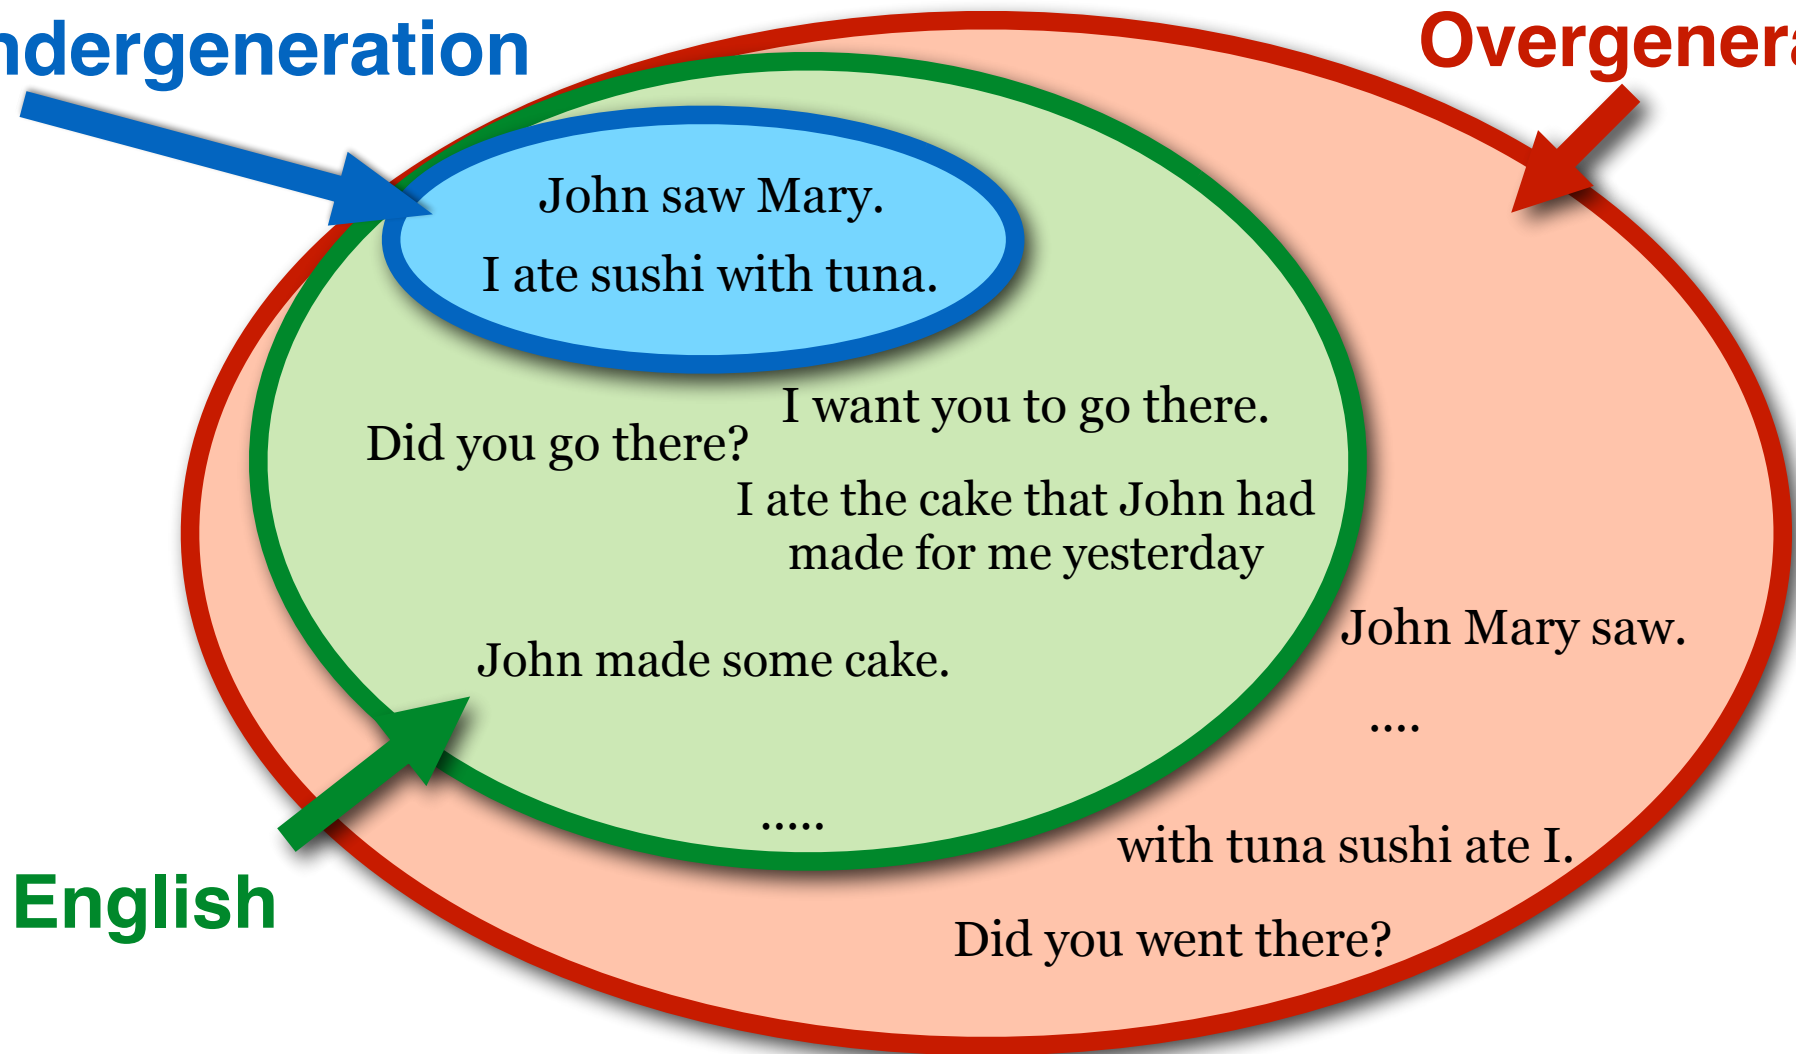 ndergeneration
Overgenera
John saw Mary.
I ate sushi with tuna.
I want you to go there.
Did you go there?
I ate the cake that John had
made for me yesterday
John Mary saw.
John made some cake.
....
.....
with tuna sushi ate I.
English
Did you went there?